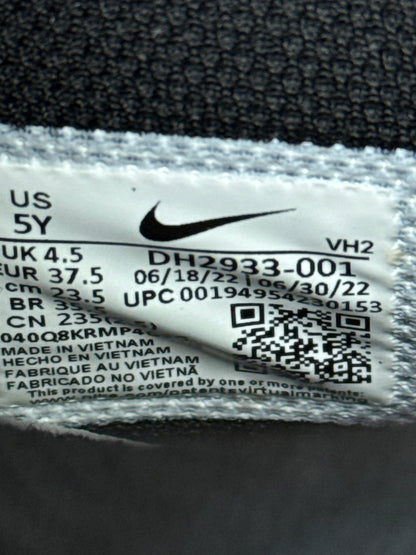 US
5Y
VH2
UK 4.5
DH2933-001
EUR 37.5
06/18/22 | 06/30/22
cm 23.5
UPC 00194954230153
BR
CN 235
040Q8KRMP4
MADE IN VIETNAM
HECHO EN VIETNAM
FABRIQUE AU VIETNAM
FABRICADO NO VIETNÃ
This product is covered by one or more